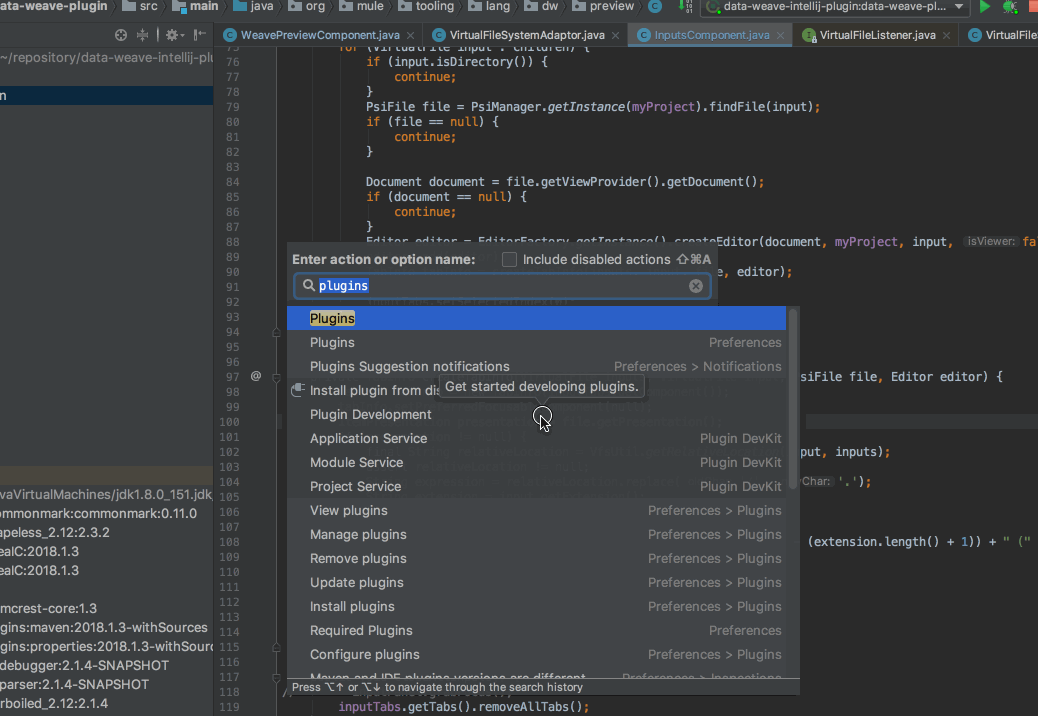 ata-weave-plugin src main java org mule tooling lang dw preview data-weave-intellij-plugin:data-weave-pl...
WeavePreviewComponent.java VirtualFileSystemAdaptor.java InputsComponent.java VirtualFileListener.java VirtualFile
~/repository/data-weave-intellij-plu
n
75 for (VirtualFile input : children) {
76 if (input.isDirectory()) {
77 continue;
78 }
79 PsiFile file = PsiManager.getInstance(myProject).findFile(input);
80 if (file == null) {
81 continue;
82 }
83
84 Document document = file.getViewProvider().getDocument();
85 if (document == null) {
86 continue;
87 }
88 Editor editor = EditorFactory.getInstance().createEditor(document, myProject, input, isViewer: fa
89
Enter action or option name: Include disabled actions ⇧⌘A
90 , editor);
91 plugins
92
93 Plugins
94
95 Plugins Preferences
96 Plugins Suggestion notifications Preferences > Notifications
97 @ siFile file, Editor editor) {
98 Install plugin from dis
Get started developing plugins.
99
100 Plugin Development
101 Application Service Plugin DevKit
102 put, inputs);
103 Module Service Plugin DevKit
104 yChar: '.');
105 Project Service Plugin DevKit
106 View plugins Preferences > Plugins
107 Manage plugins Preferences > Plugins
108 (extension.length() + 1)) + " ("
109 Remove plugins Preferences > Plugins
110
111 Update plugins Preferences > Plugins
112 Install plugins Preferences > Plugins
113
114 Required Plugins Preferences
115 Configure plugins Preferences > Plugins
116
117 Maven and IDE plugins versions are different Preferences > Inspections
118 Press ⌥↑ or ⌥↓ to navigate through the search history
119 inputTabs.getTabs().removeAllTabs();
vaVirtualMachines/jdk1.8.0_151.jdk
ommonmark:commonmark:0.11.0
apeless_2.12:2.3.2
ealC:2018.1.3
ealC:2018.1.3
mcrest-core:1.3
gins:maven:2018.1.3-withSources
gins:properties:2018.1.3-withSourc
debugger:2.1.4-SNAPSHOT
parser:2.1.4-SNAPSHOT
rboiled_2.12:2.1.4